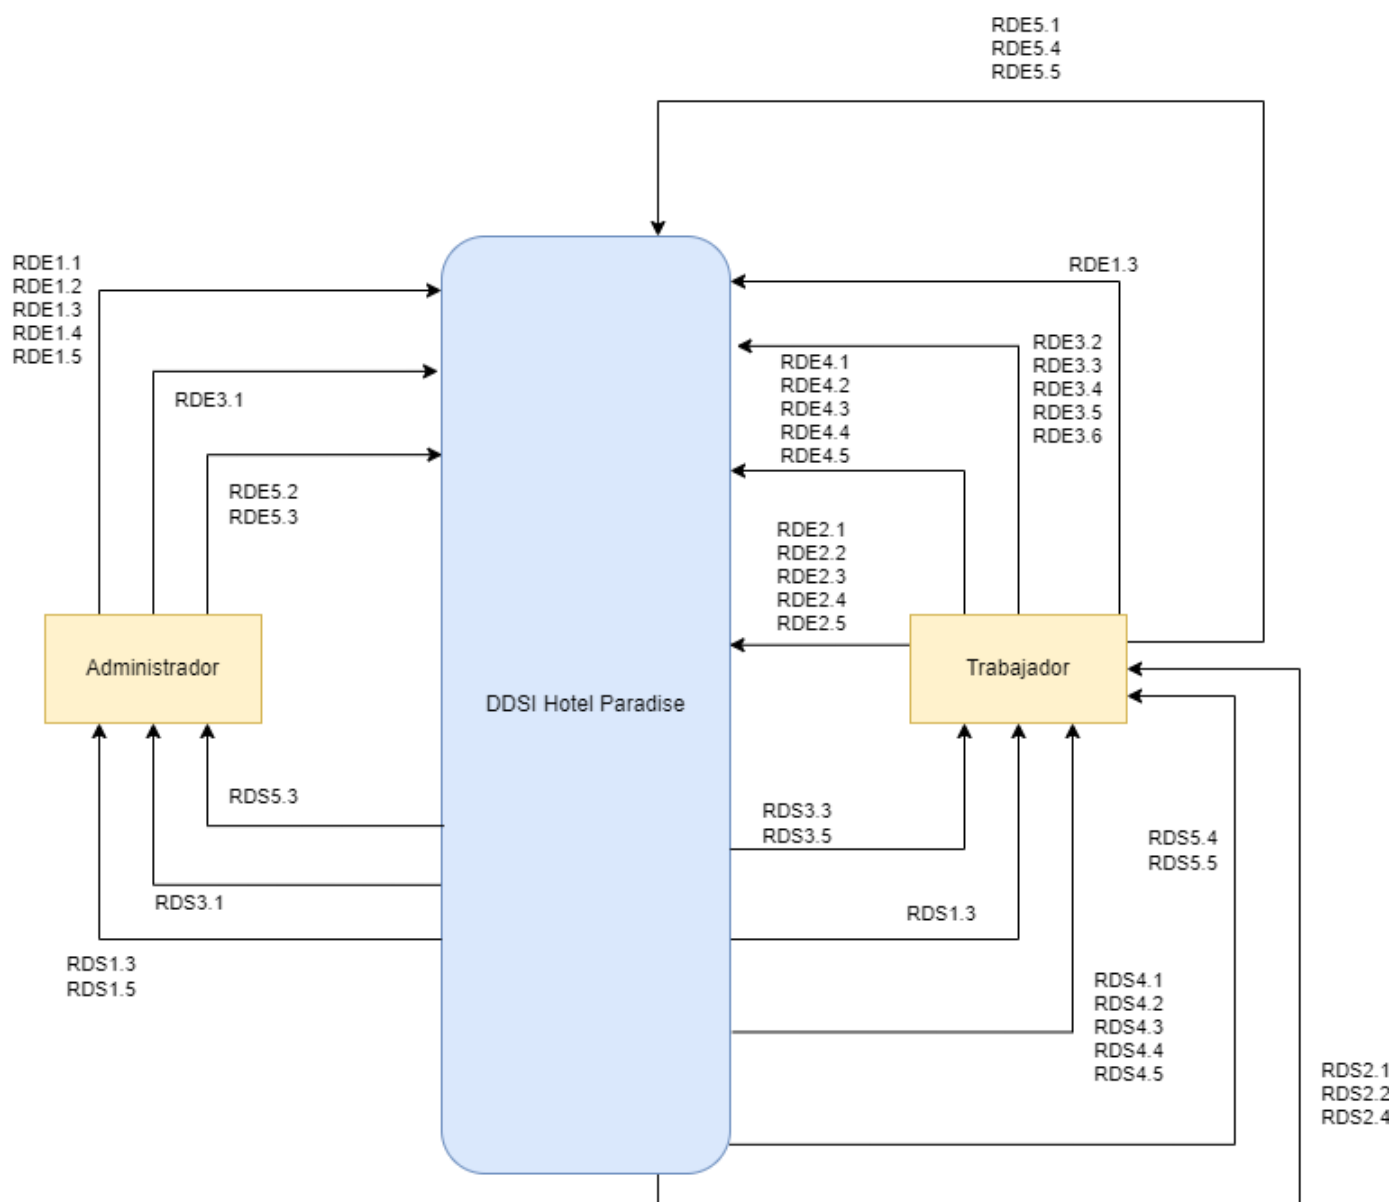 RDE5.1
RDE5.4
RDE5.5
RDE1.1
RDE1.2
RDE1.3
RDE1.4
RDE1.5
RDE1.3
RDE3.2
RDE3.3
RDE3.4
RDE3.5
RDE3.6
RDE4.1
RDE4.2
RDE4.3
RDE4.4
RDE4.5
RDE3.1
RDE5.2
RDE5.3
RDE2.1
RDE2.2
RDE2.3
RDE2.4
RDE2.5
Administrador
DDSI Hotel Paradise
Trabajador
RDS5.3
RDS3.3
RDS3.5
RDS5.4
RDS5.5
RDS3.1
RDS1.3
RDS1.3
RDS1.5
RDS4.1
RDS4.2
RDS4.3
RDS4.4
RDS4.5
RDS2.1
RDS2.2
RDS2.4